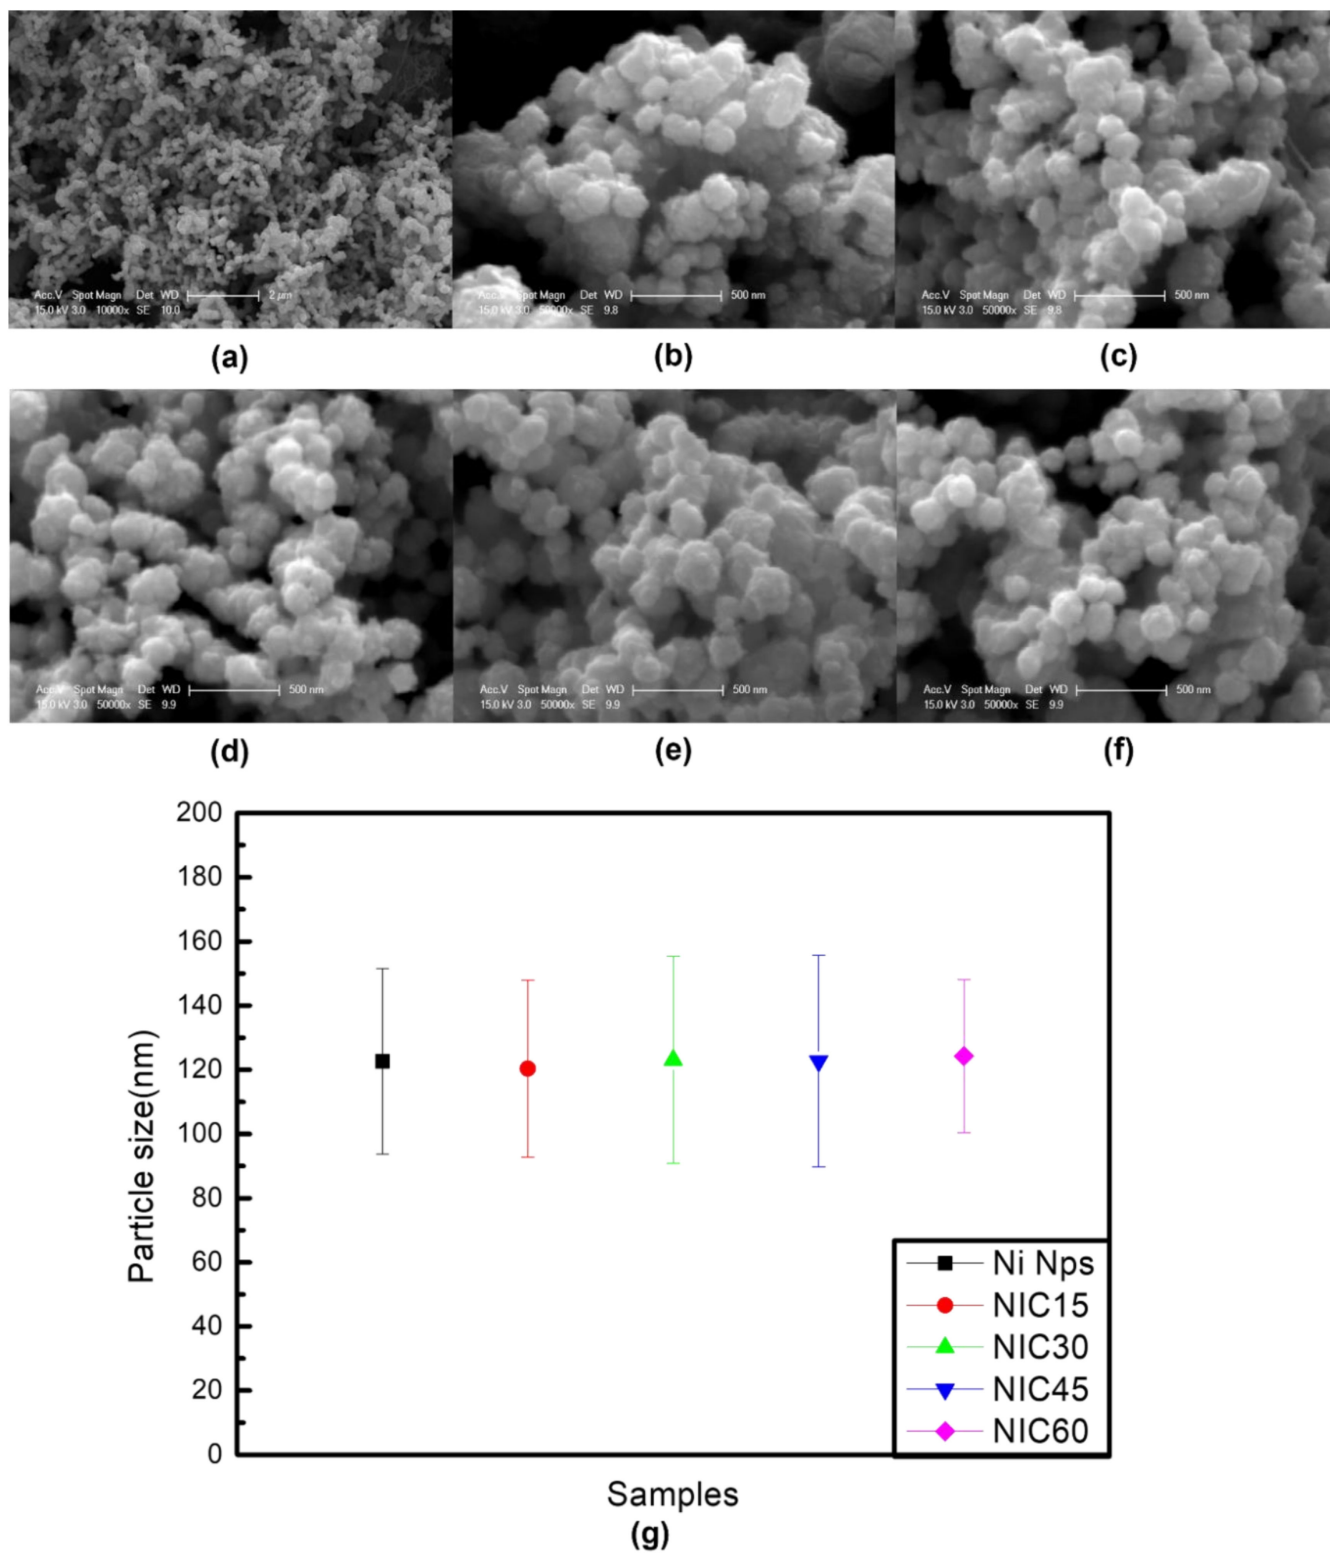 Acc.V Spot Magn Det WD 2 μm
15.0 kV 3.0 10000x SE 10.0
Acc.V Spot Magn Det WD 500 nm
15.0 kV 3.0 50000x SE 9.8
Acc.V Spot Magn Det WD 500 nm
15.0 kV 3.0 50000x SE 9.8
(a)
(b)
(c)
Acc.V Spot Magn Det WD 500 nm
15.0 kV 3.0 50000x SE 9.9
Acc.V Spot Magn Det WD 500 nm
15.0 kV 3.0 50000x SE 9.9
Acc.V Spot Magn Det WD 500 nm
15.0 kV 3.0 50000x SE 9.9
(d)
(e)
(f)
200
180
160
140
120
100
80
60
40
20
0
Particle size(nm)
Ni Nps
NIC15
NIC30
NIC45
NIC60
Samples
(g)